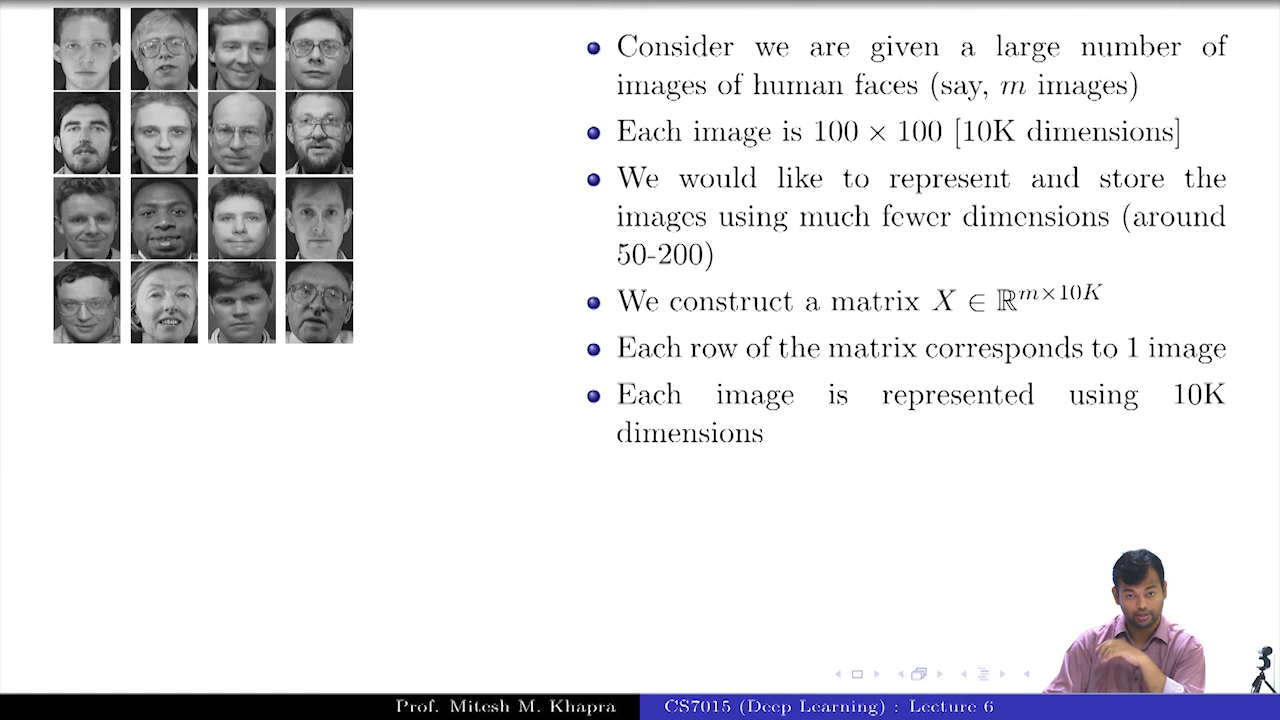 Consider we are given a large number of
images of human faces (say, m images)
Each image is 100 × 100 [10K dimensions]
We would like to represent and store the
images using much fewer dimensions (around
50-200)
We construct a matrix X ∈ ℝ^{m×10K}
Each row of the matrix corresponds to 1 image
Each image is represented using 10K
dimensions
Prof. Mitesh M. Khapra
CS7015 (Deep Learning) : Lecture 6